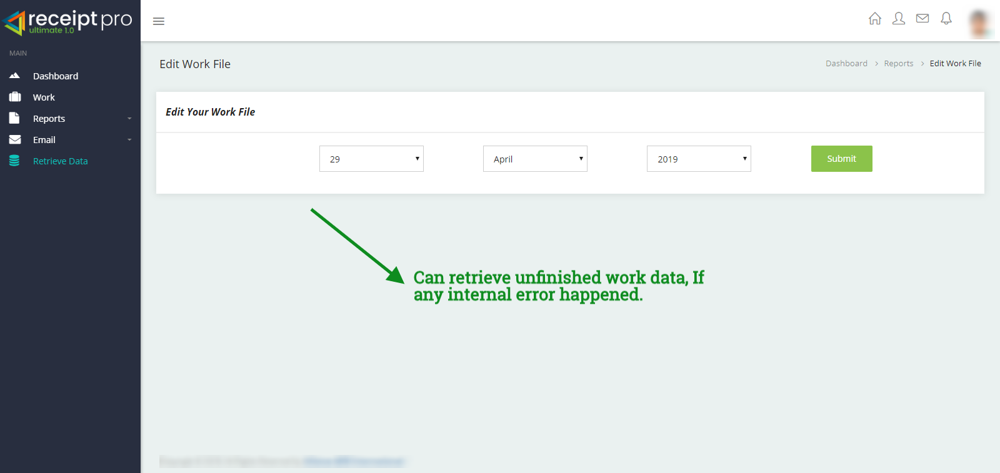 receipt pro
ultimate 1.0
MAIN
Dashboard
Work
Reports
Email
Retrieve Data
Edit Work File
Dashboard > Reports > Edit Work File
Edit Your Work File
29 April 2019 Submit
Can retrieve unfinished work data, If
any internal error happened.